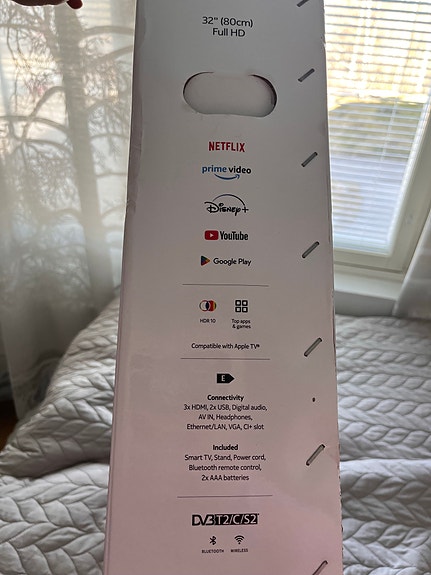 32" (80cm)
Full HD
NETFLIX
prime video
Disney+
YouTube
Google Play
HDR 10
Top apps
& games
Compatible with Apple TV®
E
Connectivity
3x HDMI, 2x USB, Digital audio,
AV IN, Headphones,
Ethernet/LAN, VGA, CI+ slot
Included
Smart TV, Stand, Power cord,
Bluetooth remote control,
2x AAA batteries
DVB T2/C/S2
BLUETOOTH
WIRELESS